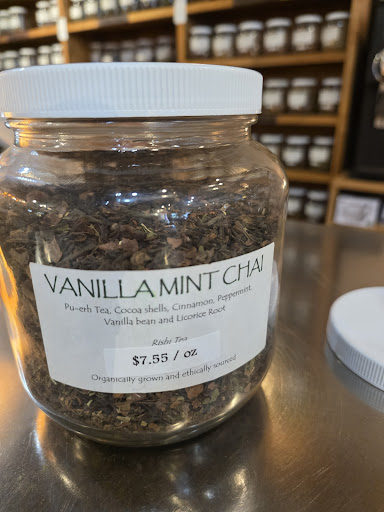 VANILLA MINT CHAI
Pu-erh Tea, Cocoa shells, Cinnamon, Peppermint,
Vanilla bean and Licorice Root
Rishi Tea
$7.55 / oz
Organically grown and ethically sourced